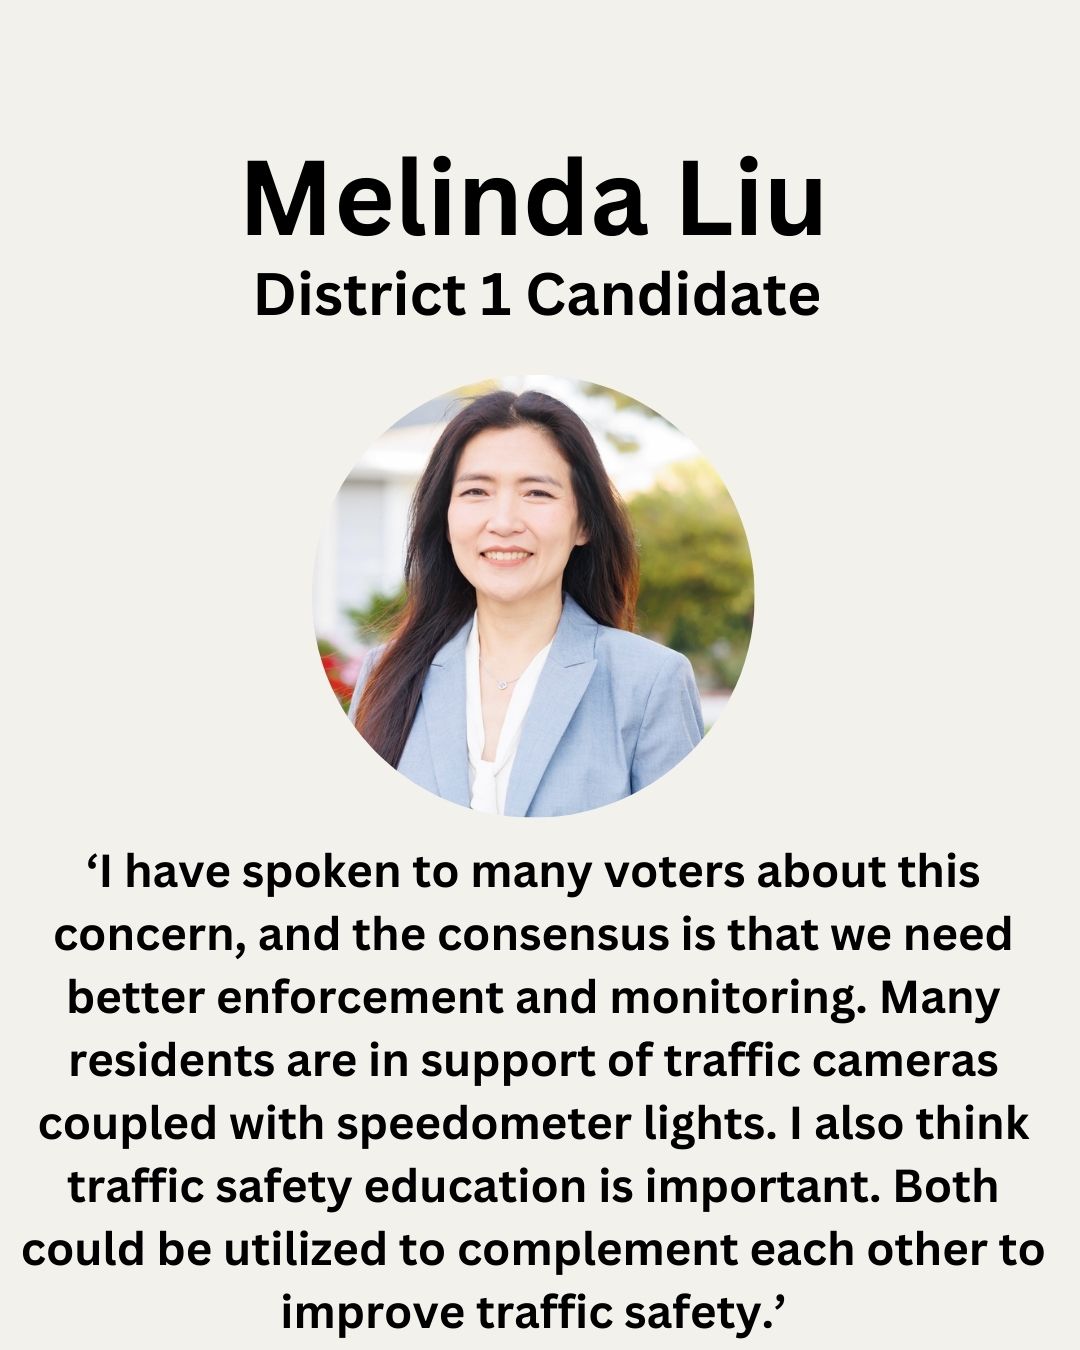 Melinda Liu
District 1 Candidate
‘I have spoken to many voters about this
concern, and the consensus is that we need
better enforcement and monitoring. Many
residents are in support of traffic cameras
coupled with speedometer lights. I also think
traffic safety education is important. Both
could be utilized to complement each other to
improve traffic safety.’